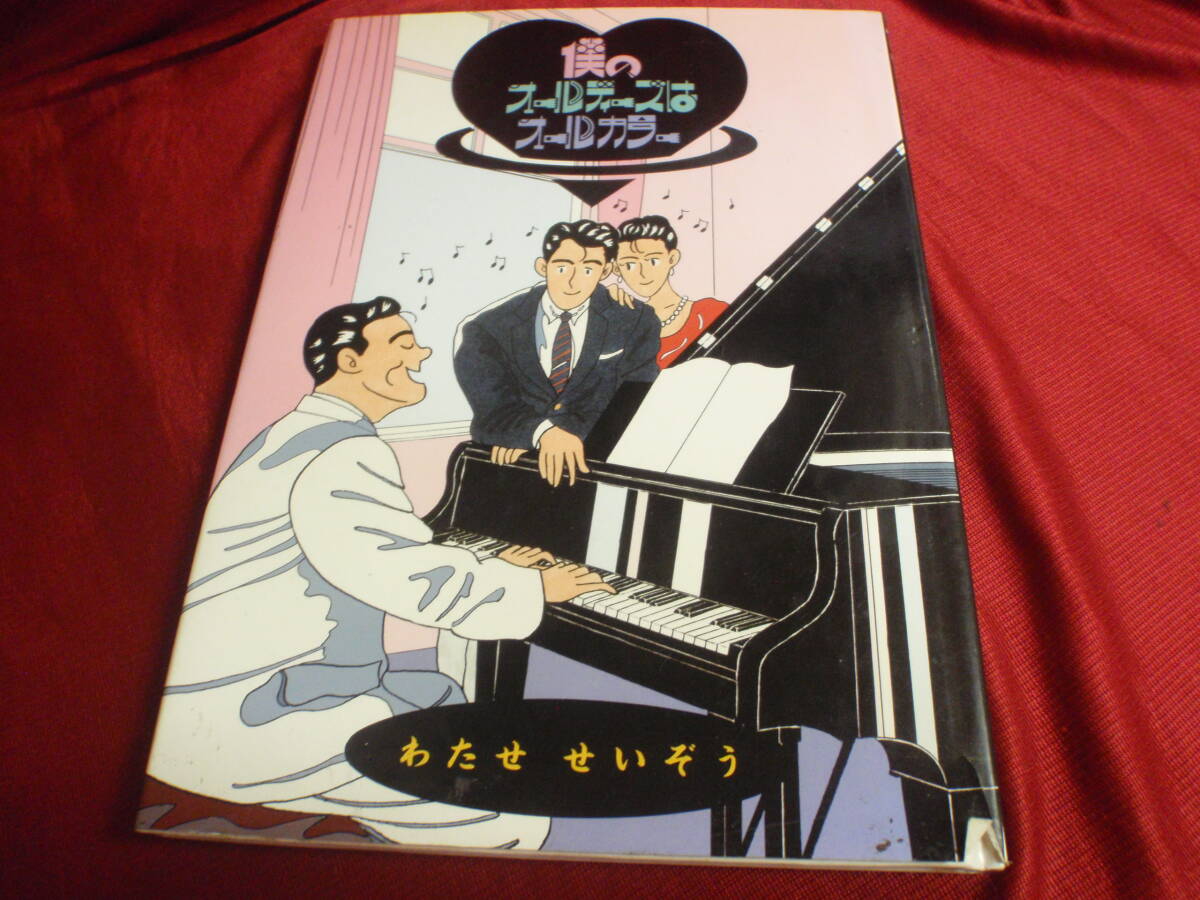 僕の
オールディーズは
オールカラー
わたせ せいぞう